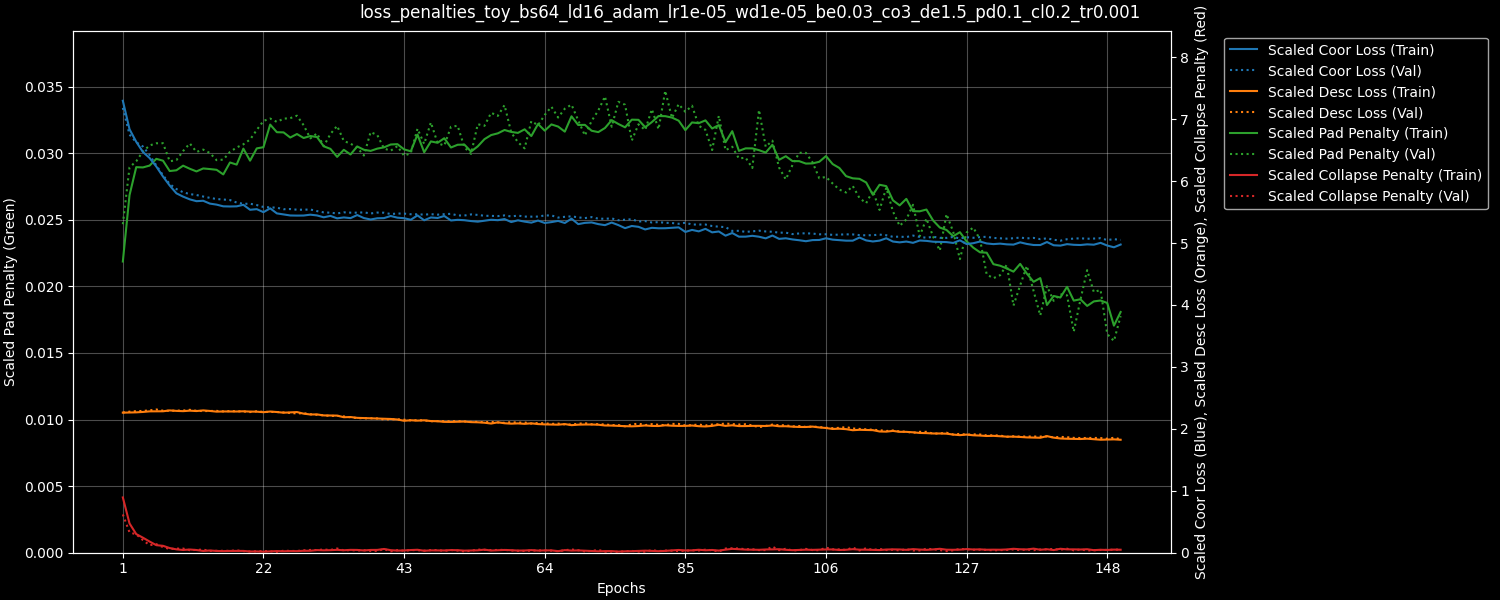 loss_penalties_toy_bs64_ld16_adam_lr1e-05_wd1e-05_be0.03_co3_de1.5_pd0.1_cl0.2_tr0.001
Scaled Pad Penalty (Green)
0.035
0.030
0.025
0.020
0.015
0.010
0.005
0.000
1 22 43 64 85 106 127 148
Epochs
8
7
6
5
4
3
2
1
0
Scaled Coor Loss (Blue), Scaled Desc Loss (Orange), Scaled Collapse Penalty (Red)
Scaled Coor Loss (Train)
Scaled Coor Loss (Val)
Scaled Desc Loss (Train)
Scaled Desc Loss (Val)
Scaled Pad Penalty (Train)
Scaled Pad Penalty (Val)
Scaled Collapse Penalty (Train)
Scaled Collapse Penalty (Val)